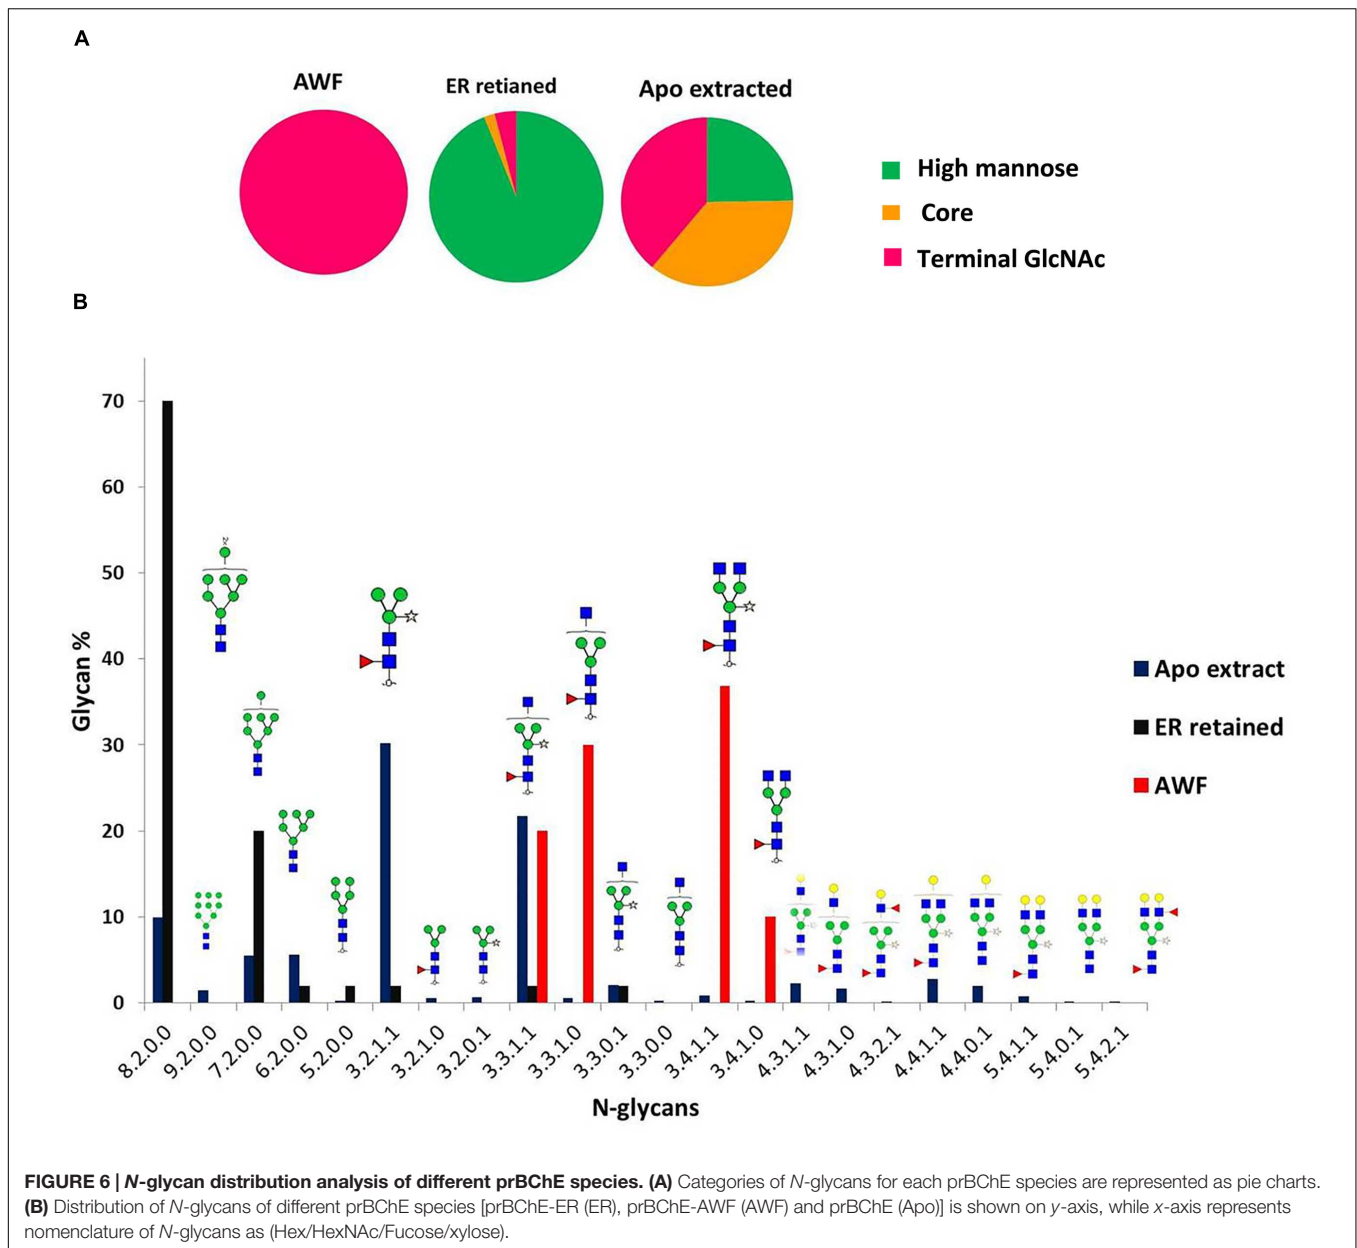 A
AWF
ER retianed
Apo extracted
High mannose
Core
Terminal GlcNAc
B
70
60
50
40
30
20
10
0
Glycan %
8.2.0.0
9.2.0.0
7.2.0.0
6.2.0.0
5.2.0.0
3.2.1.1
3.2.1.0
3.2.0.1
3.3.1.1
3.3.1.0
3.3.0.1
3.3.0.0
3.4.1.1
3.4.1.0
4.3.1.1
4.3.1.0
4.3.2.1
4.4.1.1
4.4.0.1
5.4.1.1
5.4.0.1
5.4.2.1
N-glycans
Apo extract
ER retained
AWF
FIGURE 6 | N-glycan distribution analysis of different prBChE species. (A) Categories of N-glycans for each prBChE species are represented as pie charts.
(B) Distribution of N-glycans of different prBChE species [prBChE-ER (ER), prBChE-AWF (AWF) and prBChE (Apo)] is shown on y-axis, while x-axis represents
nomenclature of N-glycans as (Hex/HexNAc/Fucose/xylose).